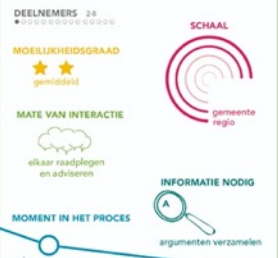 DEELNEMERS 2-8
MOEILIJKHEIDSGRAAD
gemiddeld
MATE VAN INTERACTIE
elkaar raadplegen
en adviseren
MOMENT IN HET PROCES
SCHAAL
gemeente
regio
INFORMATIE NODIG
A
argumenten verzamelen